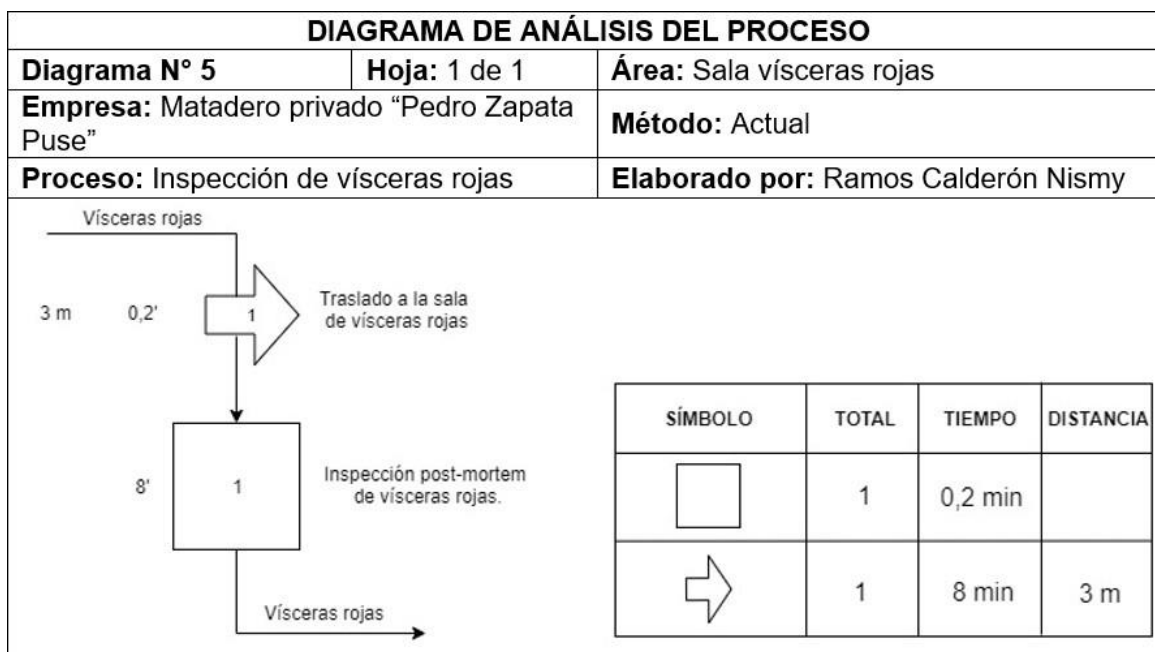 DIAGRAMA DE ANÁLISIS DEL PROCESO
Diagrama N° 5 Hoja: 1 de 1 Área: Sala vísceras rojas
Empresa: Matadero privado “Pedro Zapata
Puse”
Método: Actual
Proceso: Inspección de vísceras rojas Elaborado por: Ramos Calderón Nismy
Vísceras rojas
3 m 0,2' 1
Traslado a la sala
de vísceras rojas
8' 1
Inspección post-mortem
de vísceras rojas.
Vísceras rojas
SÍMBOLO TOTAL TIEMPO DISTANCIA
1 0,2 min
1 8 min 3 m